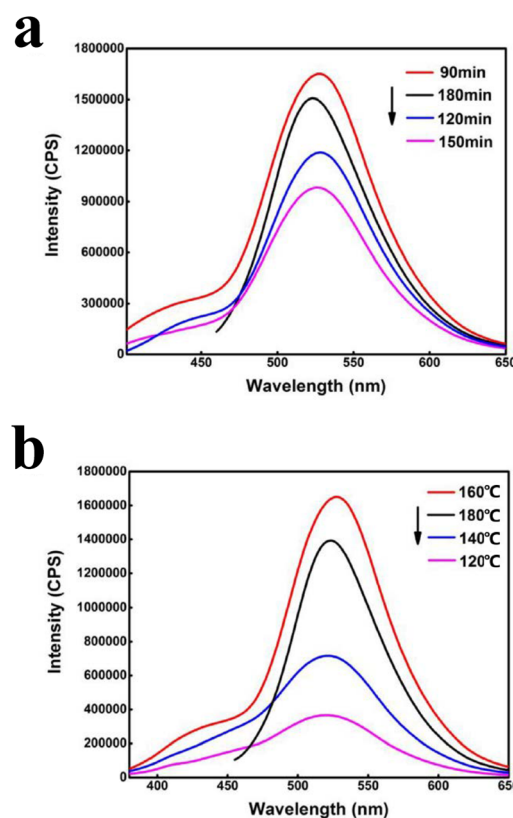 a
1800000
1500000
1200000
900000
600000
300000
0
Intensity (CPS)
90min
180min
120min
150min
450 500 550 600 650
Wavelength (nm)
b
1800000
1600000
1400000
1200000
1000000
800000
600000
400000
200000
0
Intensity (CPS)
160℃
180℃
140℃
120℃
400 450 500 550 600 650
Wavelength (nm)